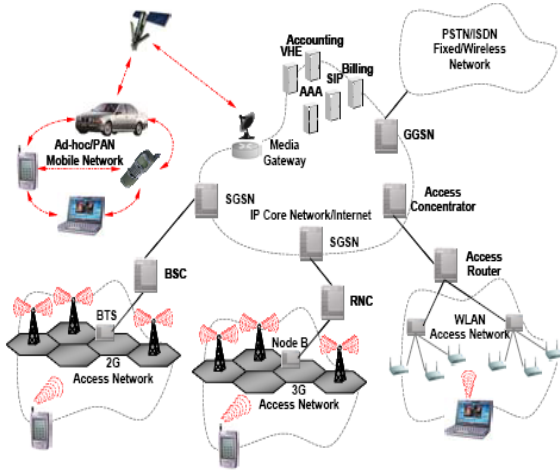 PSTN/ISDN
Fixed/Wireless
Network
Accounting
VHE
Billing
SIP
AAA
GGSN
Ad-hoc/PAN
Mobile Network
Media
Gateway
SGSN
IP Core Network/Internet
SGSN
Access
Concentrator
BSC
Access
Router
RNC
BTS
Node B
WLAN
Access Network
2G
Access Network
3G
Access Network